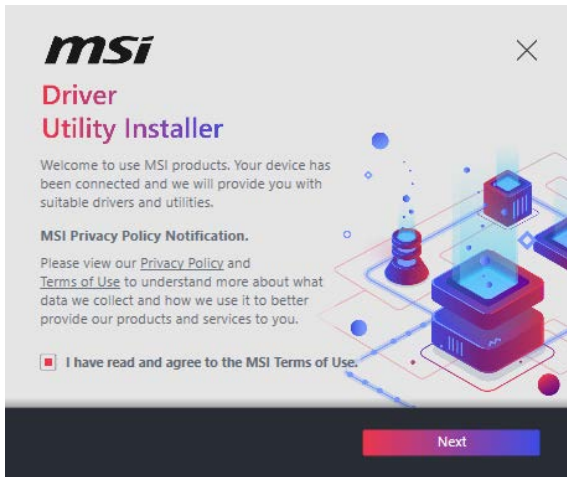 msi
Driver
Utility Installer
Welcome to use MSI products. Your device has
been connected and we will provide you with
suitable drivers and utilities.
MSI Privacy Policy Notification.
Please view our Privacy Policy and
Terms of Use to understand more about what
data we collect and how we use it to better
provide our products and services to you.
I have read and agree to the MSI Terms of Use.
Next